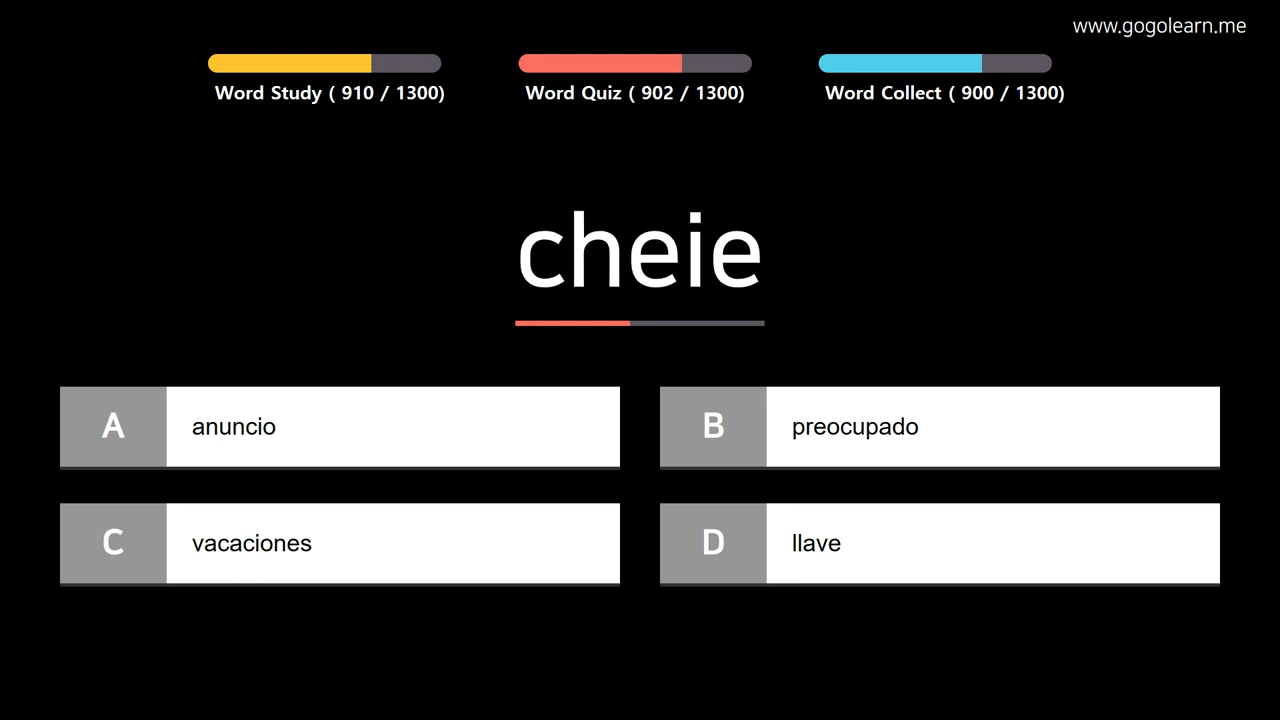 www.gogolearn.me
Word Study ( 910 / 1300)
Word Quiz ( 902 / 1300)
Word Collect ( 900 / 1300)
cheie
A anuncio
B preocupado
C vacaciones
D llave